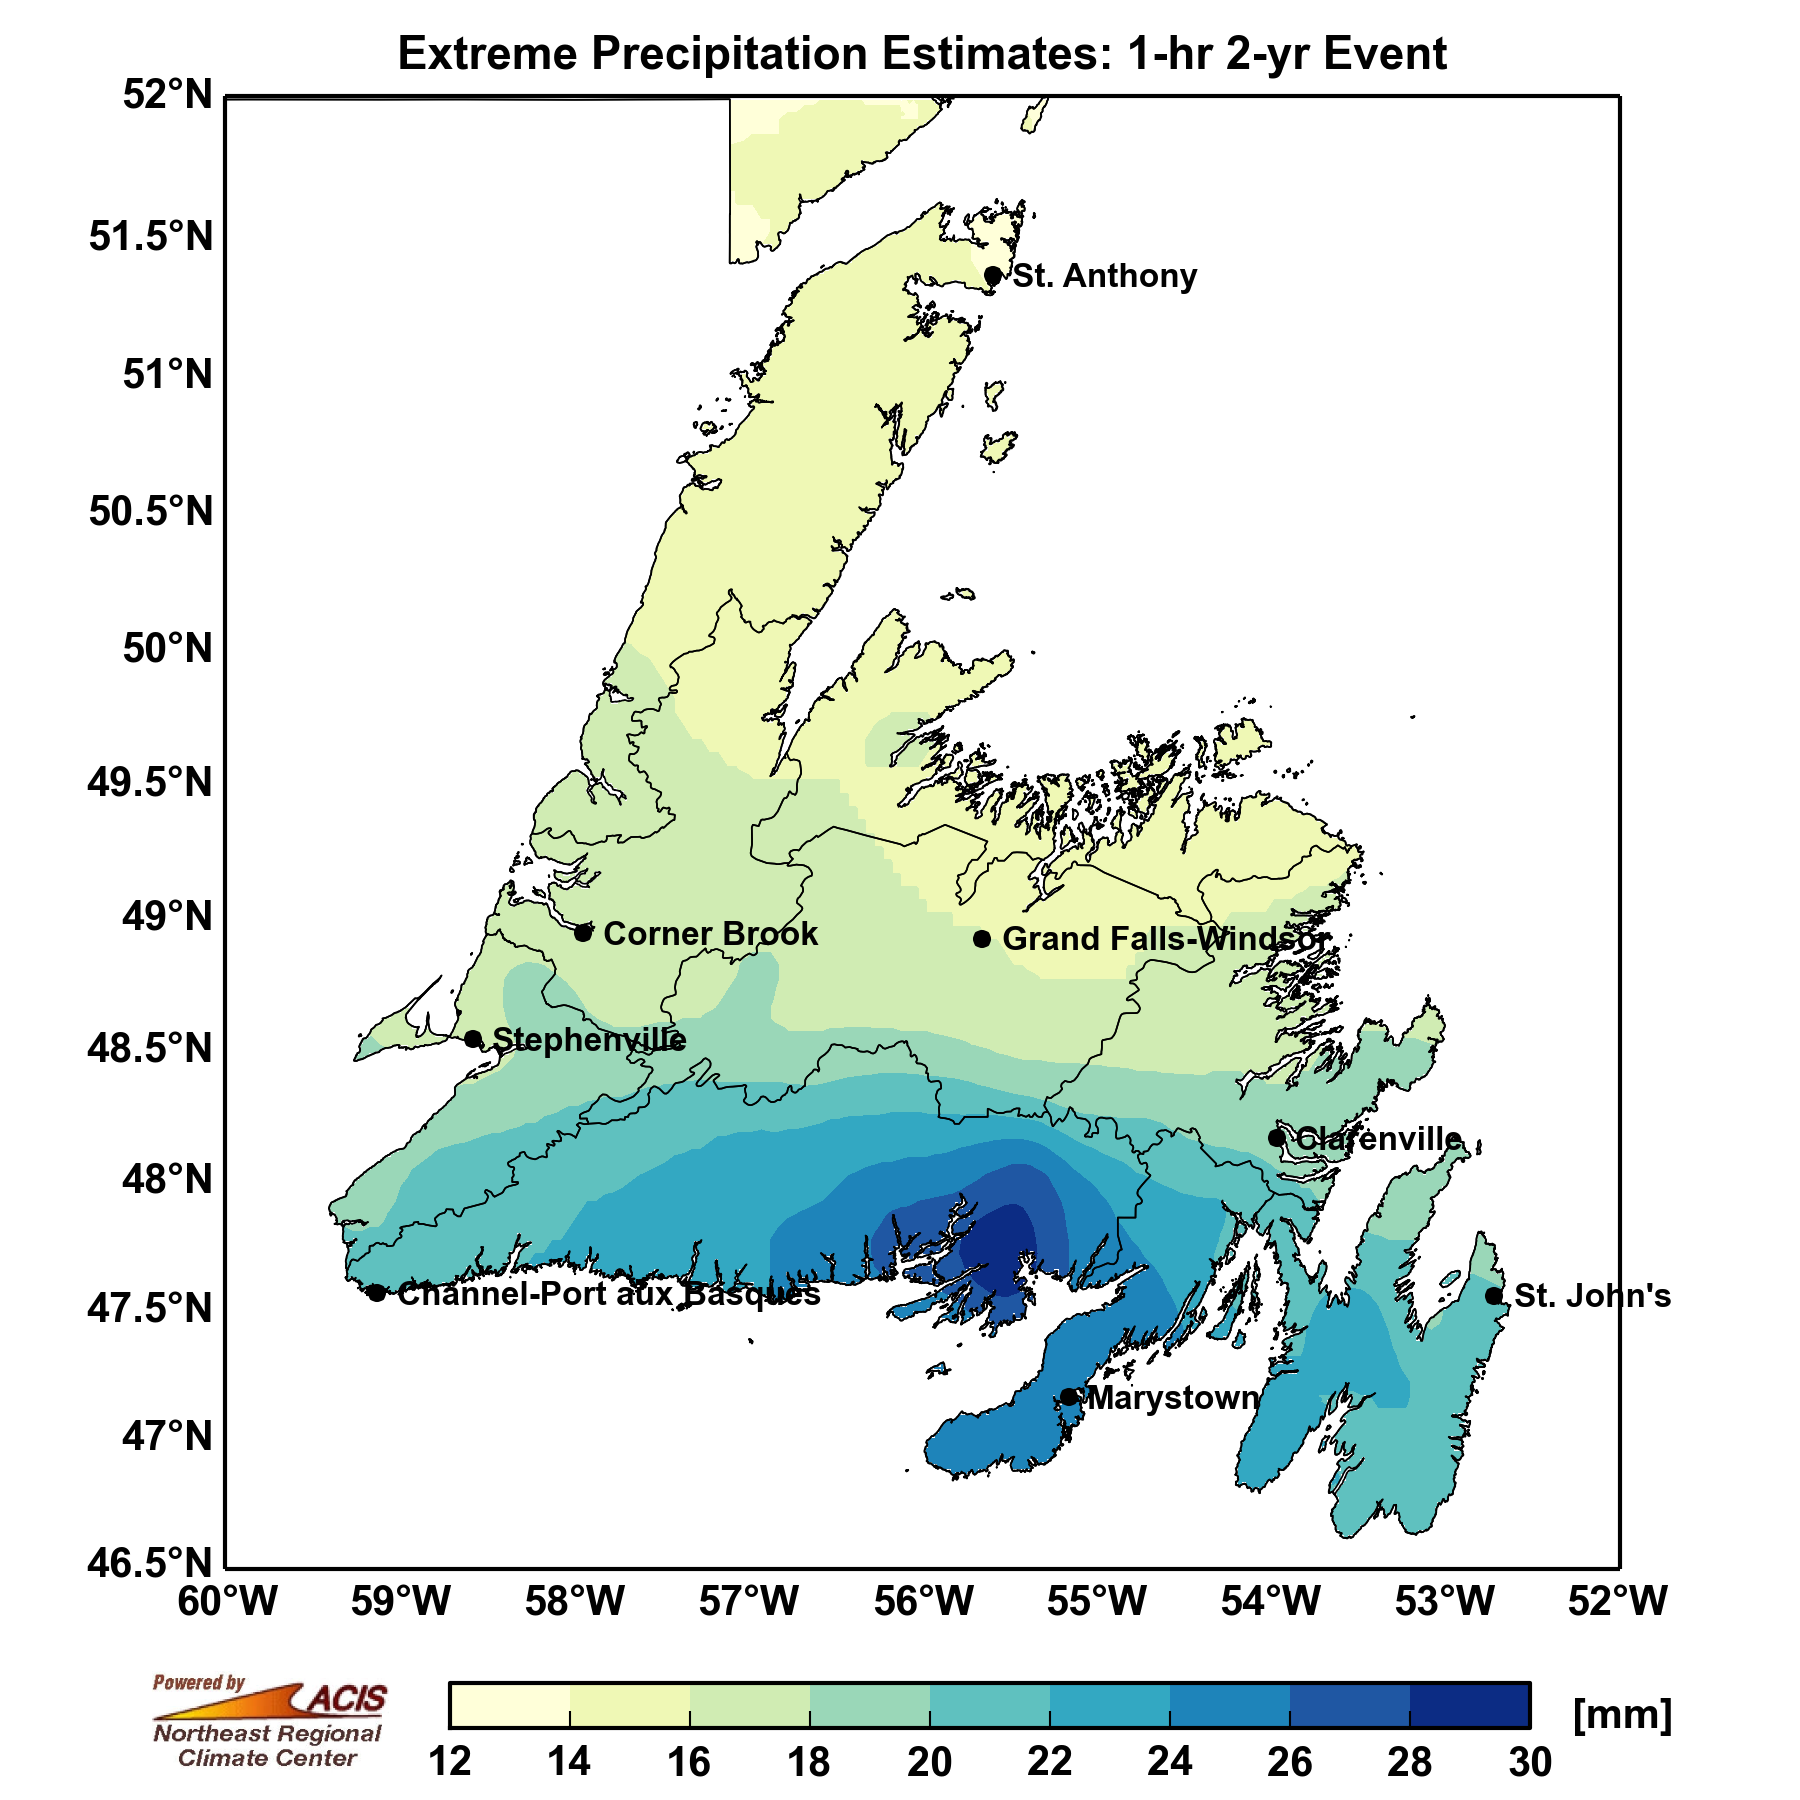 Extreme Precipitation Estimates: 1-hr 2-yr Event
52°N
51.5°N
St. Anthony
51°N
50.5°N
50°N
49.5°N
49°N
Corner Brook
Grand Falls-Windsor
48.5°N
Stephenville
Clarenville
48°N
47.5°N
Channel-Port aux Basques
St. John's
Marystown
47°N
46.5°N
60°W 59°W 58°W 57°W 56°W 55°W 54°W 53°W 52°W
Powered by
ACIS
Northeast Regional
Climate Center
[mm]
12 14 16 18 20 22 24 26 28 30